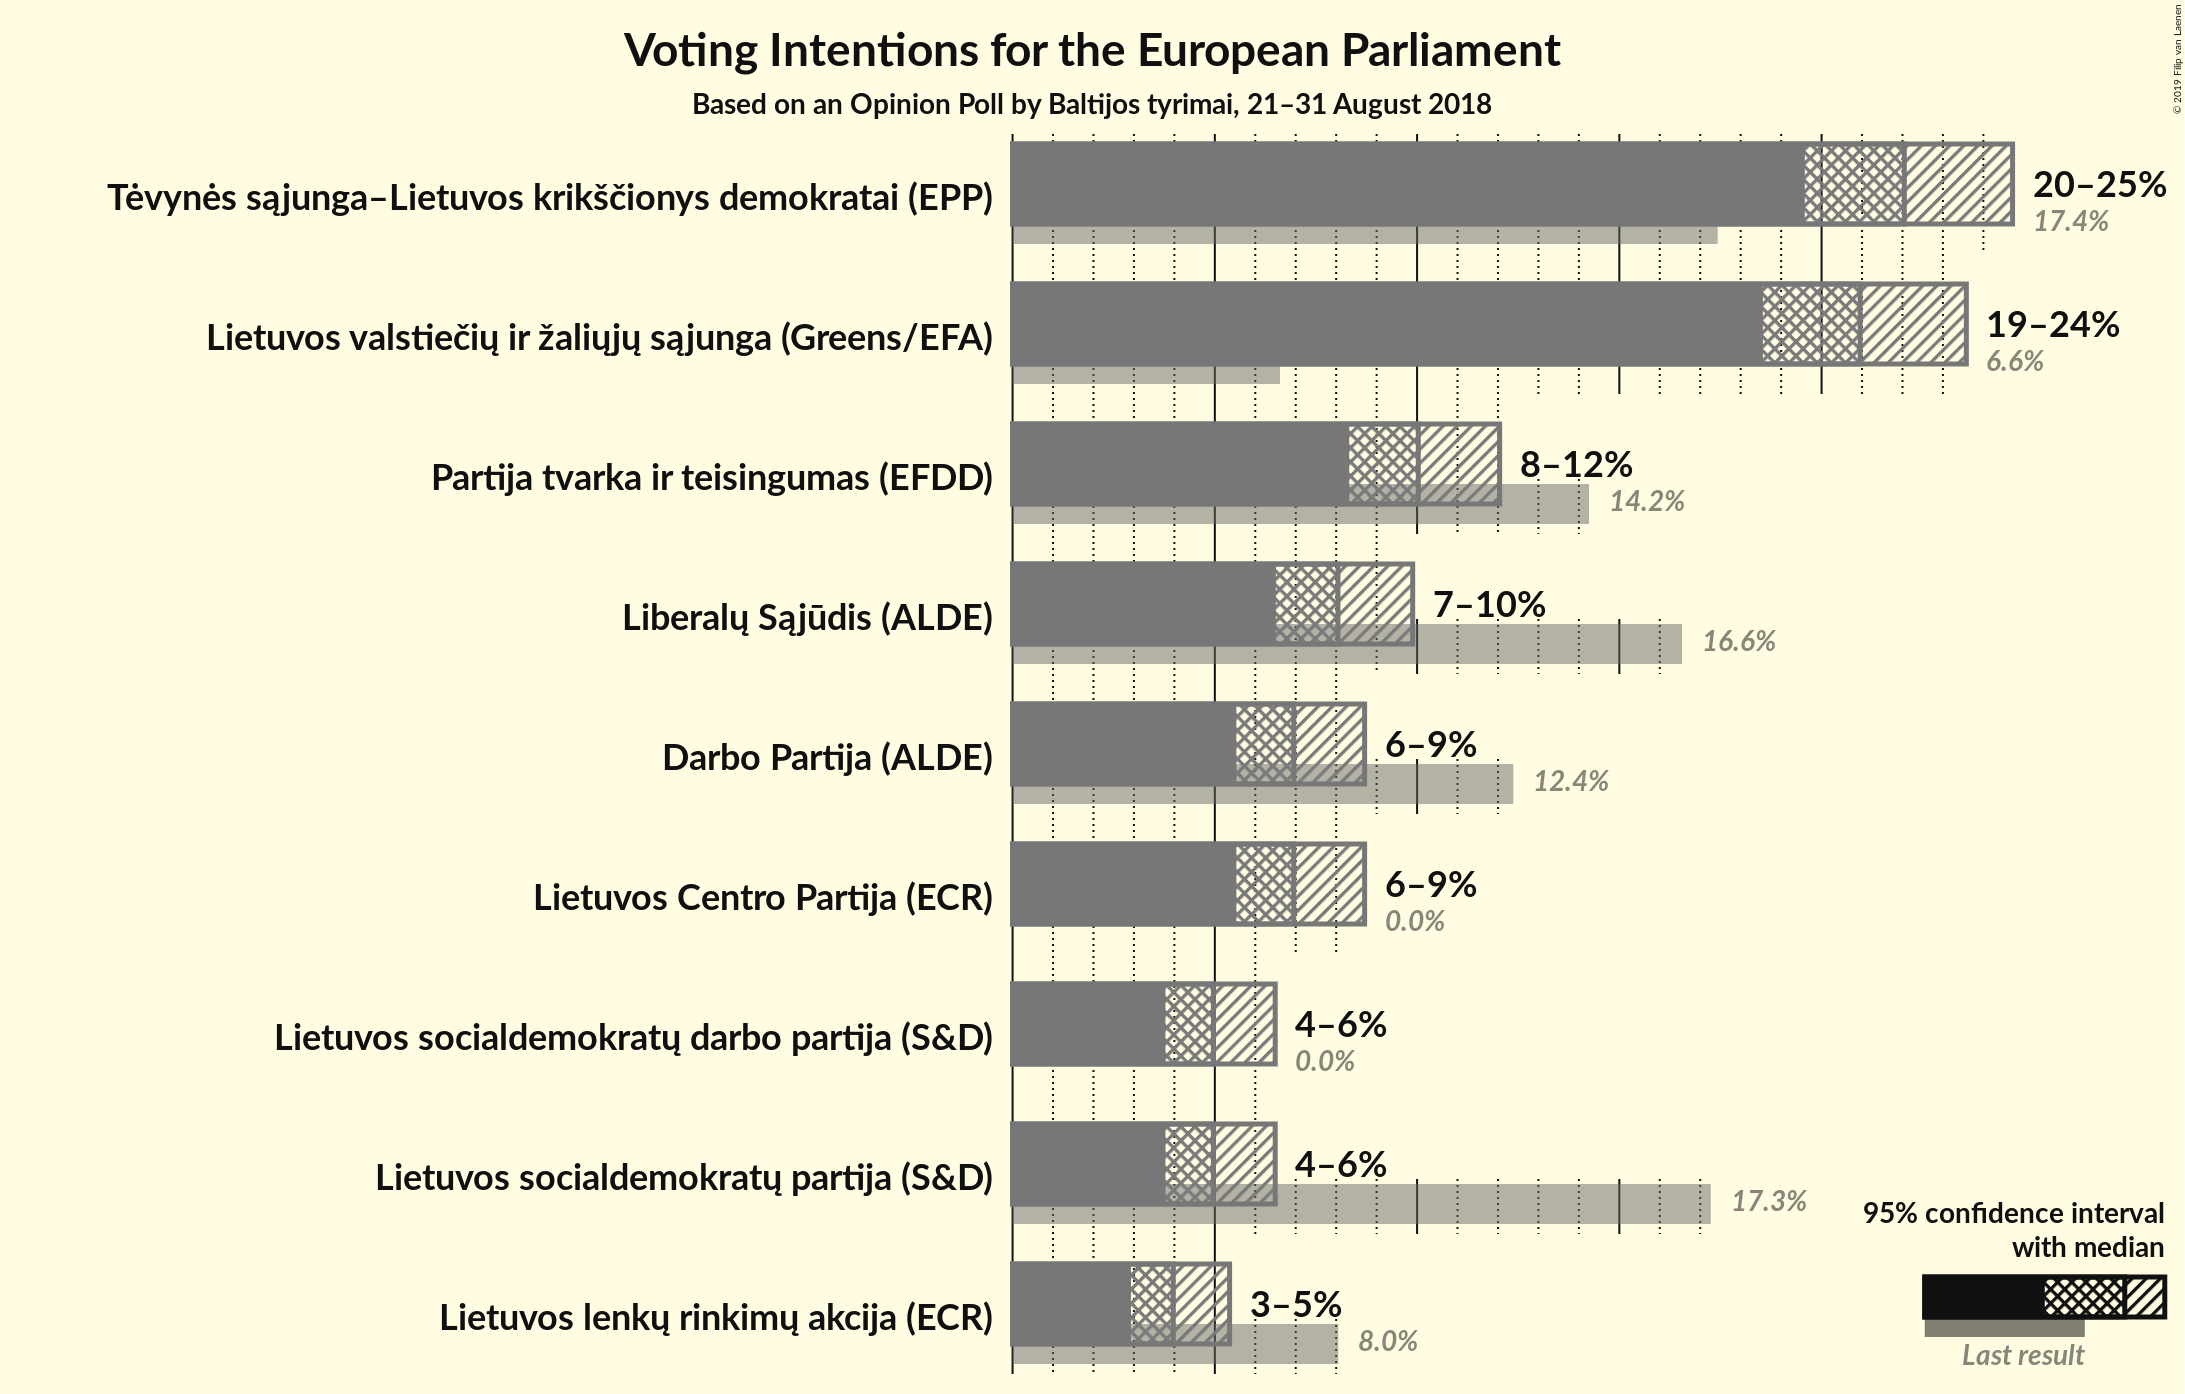 Voting Intentions for the European Parliament
Based on an Opinion Poll by Baltijos tyrimai, 21–31 August 2018
© 2019 Filip van Laenen
Tėvynės sąjunga–Lietuvos krikščionys demokratai (EPP)
20–25%
17.4%
Lietuvos valstiečių ir žaliųjų sąjunga (Greens/EFA)
19–24%
6.6%
Partija tvarka ir teisingumas (EFDD)
8–12%
14.2%
Liberalų Sąjūdis (ALDE)
7–10%
16.6%
Darbo Partija (ALDE)
6–9%
12.4%
Lietuvos Centro Partija (ECR)
6–9%
0.0%
Lietuvos socialdemokratų darbo partija (S&D)
4–6%
0.0%
Lietuvos socialdemokratų partija (S&D)
4–6%
17.3%
Lietuvos lenkų rinkimų akcija (ECR)
3–5%
8.0%
95% confidence interval
with median
Last result